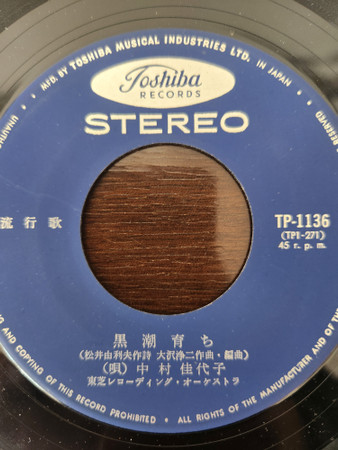 MFD. BY TOSHIBA MUSICAL INDUSTRIES LTD. IN JAPAN
Toshiba
RECORDS
STEREO
流行歌
TP-1136
(TP1-271)
45 r.p.m.
黒潮育ち
(松井由利夫作詩 大沢浄二作曲・編曲)
(唄)中村佳代子
東芝レコーディング・オーケストラ
AND COPYING OF THIS RECORD PROHIBITED • ALL RIGHTS OF THE MANUFACTURER AND OF THE
RESERVED